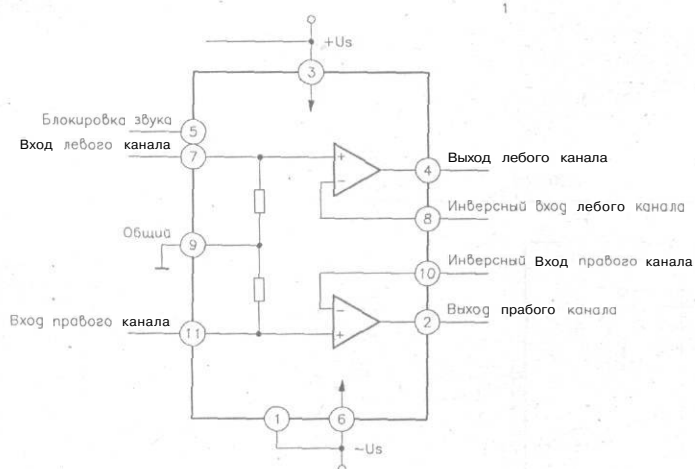 1
+Us
3
Блокировка звука
5
Вход левого канала
7
+
−
4
Выход лебого канала
8
Инверсный вход лебого канала
Общий
9
10
Инверсный Вход правого канала
Вход правого канала
11
−
+
2
Выход прабого канала
1
6
−Us